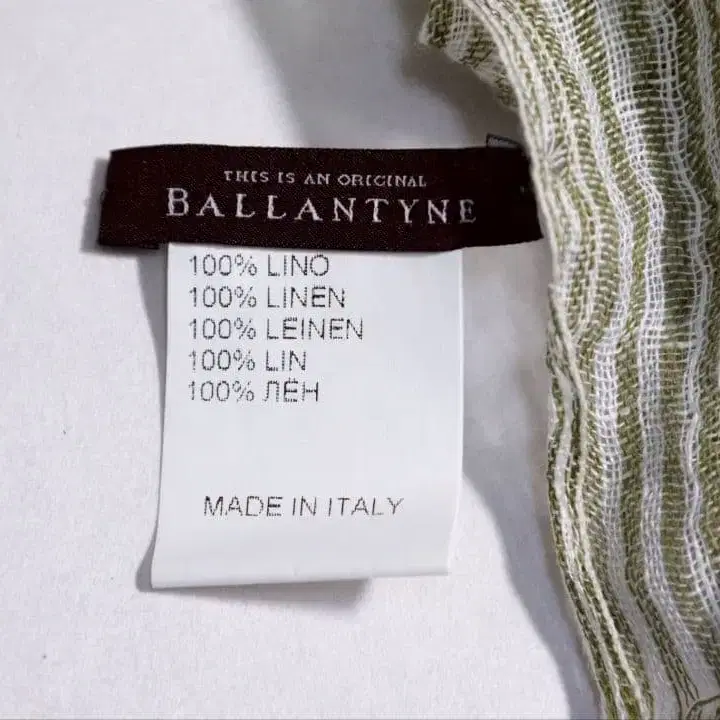 THIS IS AN ORIGINAL
BALLANTYNE
100% LINO
100% LINEN
100% LEINEN
100% LIN
100% ЛЁН
MADE IN ITALY